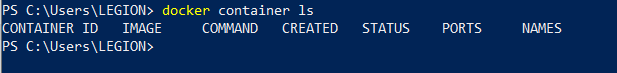 PS C:\Users\LEGION> docker container ls
CONTAINER ID   IMAGE     COMMAND   CREATED   STATUS    PORTS     NAMES
PS C:\Users\LEGION>